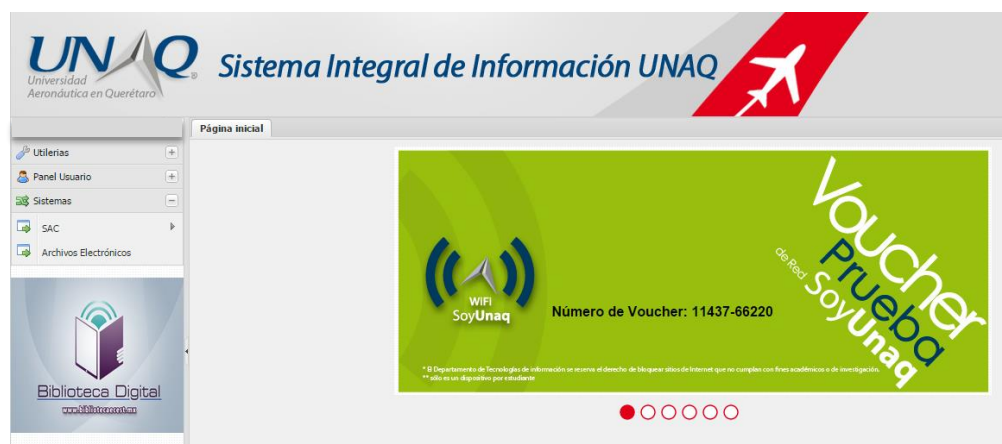 UNAQ
Universidad
Aeronáutica en Querétaro
Sistema Integral de Información UNAQ
Página inicial
Utilerias
Panel Usuario
Sistemas
SAC
Archivos Electrónicos
Biblioteca Digital
WiFi
SoyUnaq
Número de Voucher: 11437-66220
Voucher
Prueba
de Red SoyUnaq
* El Departamento de Tecnologías de información se reserva el derecho de bloquear sitios de Internet que no cumplan con fines académicos o de investigación.
** sólo es un dispositivo por estudiante